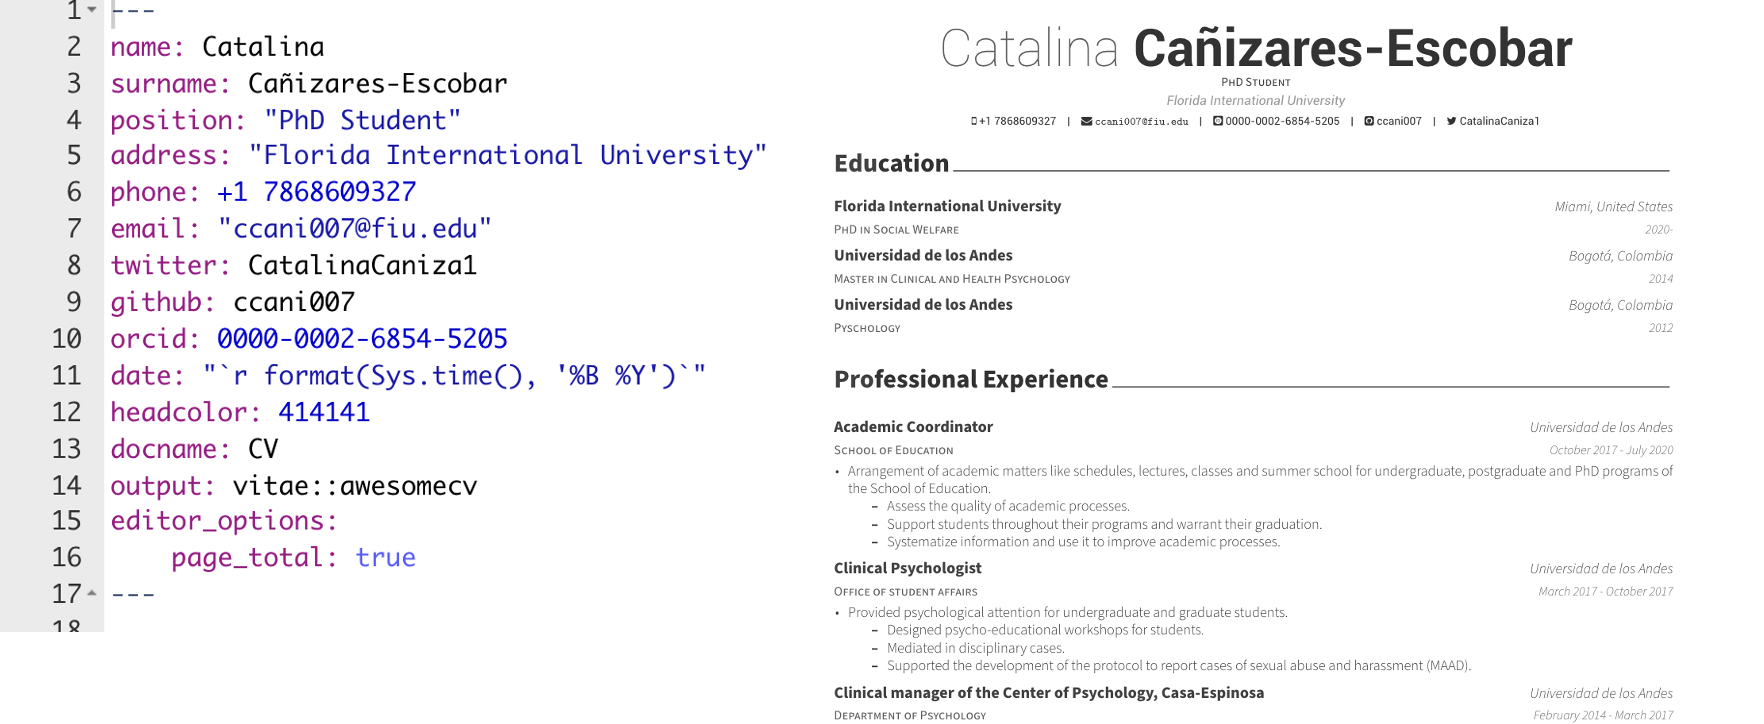 1 ---
2 name: Catalina
3 surname: Cañizares-Escobar
4 position: "PhD Student"
5 address: "Florida International University"
6 phone: +1 7868609327
7 email: "ccani007@fiu.edu"
8 twitter: CatalinaCaniza1
9 github: ccani007
10 orcid: 0000-0002-6854-5205
11 date: "`r format(Sys.time(), '%B %Y')`"
12 headcolor: 414141
13 docname: CV
14 output: vitae::awesomecv
15 editor_options:
16 page_total: true
17 ---
18
Catalina Cañizares-Escobar
PhD Student
Florida International University
+1 7868609327 | ccani007@fiu.edu | 0000-0002-6854-5205 | ccani007 | CatalinaCaniza1
Education
Florida International University Miami, United States
PhD in Social Welfare 2020-
Universidad de los Andes Bogotá, Colombia
Master in Clinical and Health Psychology 2014
Universidad de los Andes Bogotá, Colombia
Pyschology 2012
Professional Experience
Academic Coordinator Universidad de los Andes
School of Education October 2017 - July 2020
• Arrangement of academic matters like schedules, lectures, classes and summer school for undergraduate, postgraduate and PhD programs of
the School of Education.
– Assess the quality of academic processes.
– Support students throughout their programs and warrant their graduation.
– Systematize information and use it to improve academic processes.
Clinical Psychologist Universidad de los Andes
Office of student affairs March 2017 - October 2017
• Provided psychological attention for undergraduate and graduate students.
– Designed psycho-educational workshops for students.
– Mediated in disciplinary cases.
– Supported the development of the protocol to report cases of sexual abuse and harassment (MAAD).
Clinical manager of the Center of Psychology, Casa-Espinosa Universidad de los Andes
Department of Psychology February 2014 - March 2017